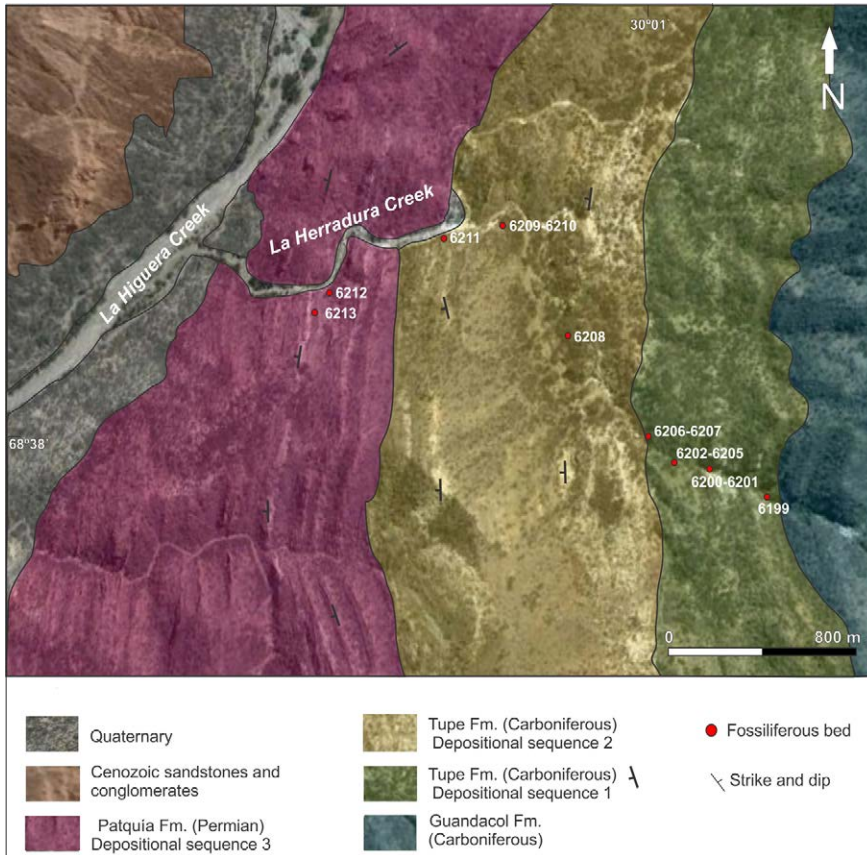 30°01
N
La Higuera Creek
La Herradura Creek
6211
6209-6210
6212
6213
6208
68°38'
6206-6207
6202-6205
6200-6201
6199
0 800 m
Quaternary
Cenozoic sandstones and
conglomerates
Patquía Fm. (Permian)
Depositional sequence 3
Tupe Fm. (Carboniferous)
Depositional sequence 2
Tupe Fm. (Carboniferous)
Depositional sequence 1
Guandacol Fm.
(Carboniferous)
Fossiliferous bed
Strike and dip